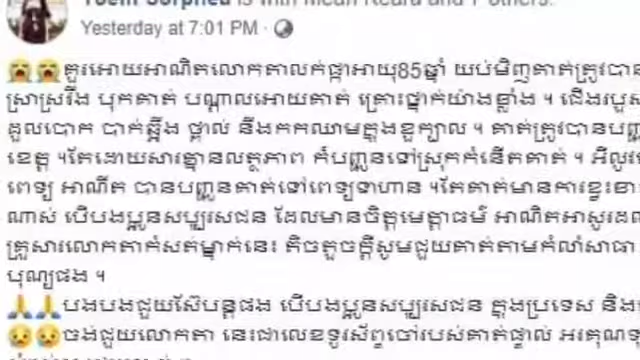 Yesterday at 7:01 PM ·
😭😭គួរអោយអាណិតលោកតាលក់ផ្កាអាយុ85ឆ្នាំ យប់មិញគាត់ត្រូវបាន
ស្រាស្រវឹង បុកគាត់ បណ្ដាលអោយគាត់ គ្រោះថ្នាក់យ៉ាងខ្លាំង ។ ជើងរបួស
គួលបោក បាក់ឆ្អឹង ថ្ពាល់ និងកកឈាមក្នុងខួក្បាល ។ គាត់ត្រូវបានបញ្
ខេត្ត ។តែដោយសារគ្មានលត្ថភាព កំបញ្ជូនទៅស្រុកកំនើតគាត់ ។ អីលូវ
ពេទ្យ អាណឹត បានបញ្ជូនគាត់ទៅពេទ្យទាហាន ។តែគាត់មានការខ្វះខា
ណាស់ បើបងប្អូនសប្បុរសជន ដែលមានចិត្តមេត្តាធម៌ អាណិតអាសូរដល់
គ្រួសារលោកតាកំសត់ម្នាក់នេះ តិចតួចក្ដីសូមជួយគាត់តាមកំលាំសាធា
បុណ្យផង ។
🙏🙏បងបងជួយស៊ែបន្តផង បើបងប្អូនសប្បុរសជន ក្នុងប្រទេស និង
😢😢ចង់ជួយលោកតា នេះជាលេខទូរស័ព្ទចៅរបស់គាត់ផ្ទាល់ អរគុណ